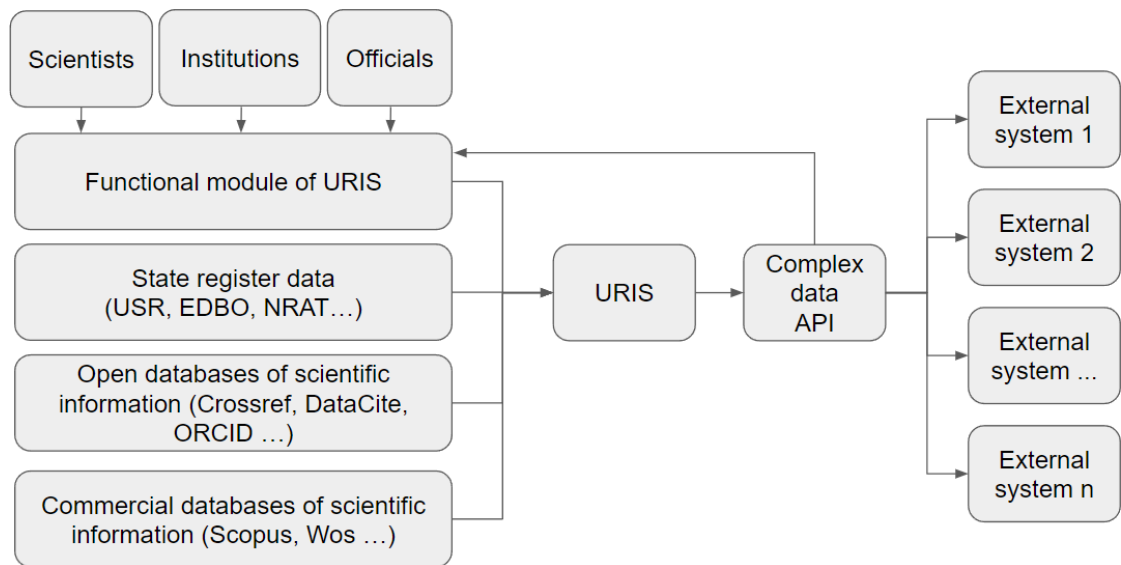 Scientists
Institutions
Officials
Functional module of URIS
State register data
(USR, EDBO, NRAT…)
Open databases of scientific
information (Crossref, DataCite,
ORCID …)
Commercial databases of scientific
information (Scopus, Wos …)
URIS
Complex
data
API
External
system 1
External
system 2
External
system ...
External
system n